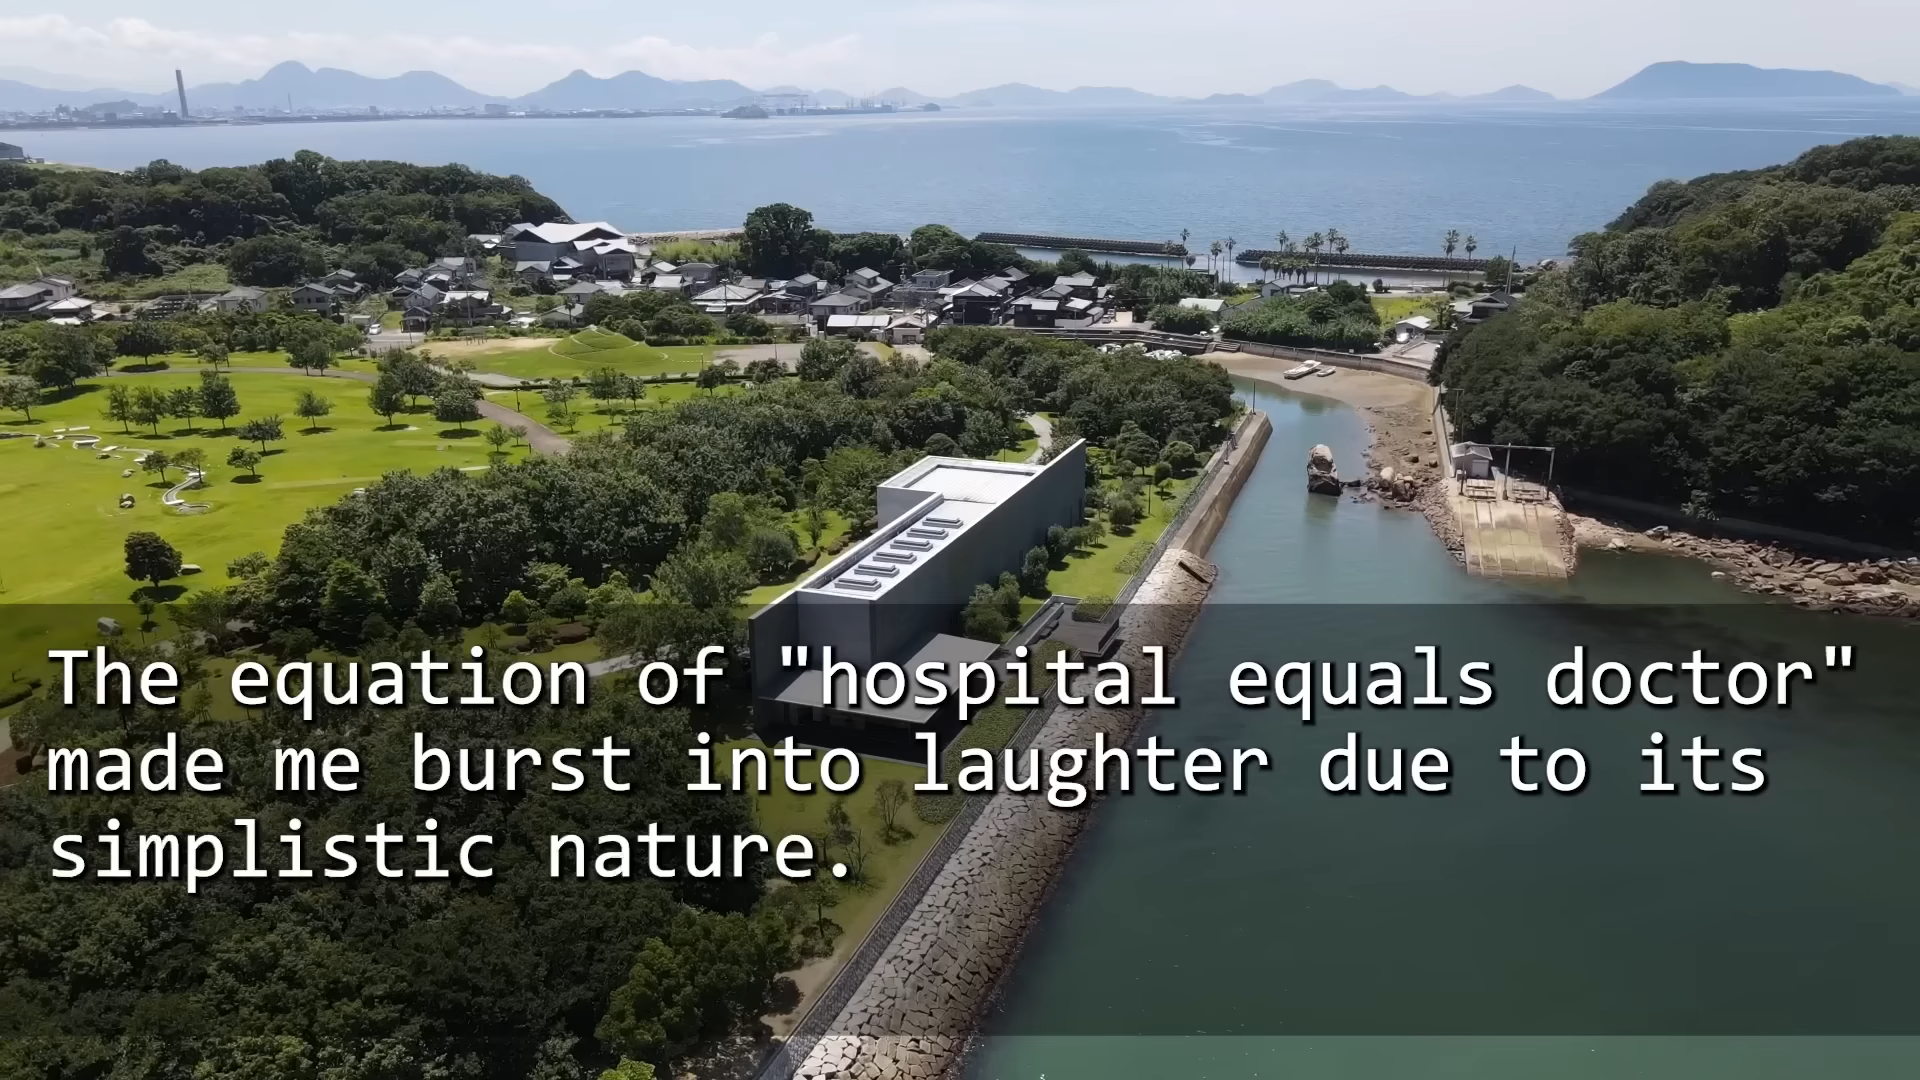 The equation of "hospital equals doctor"
made me burst into laughter due to its
simplistic nature.